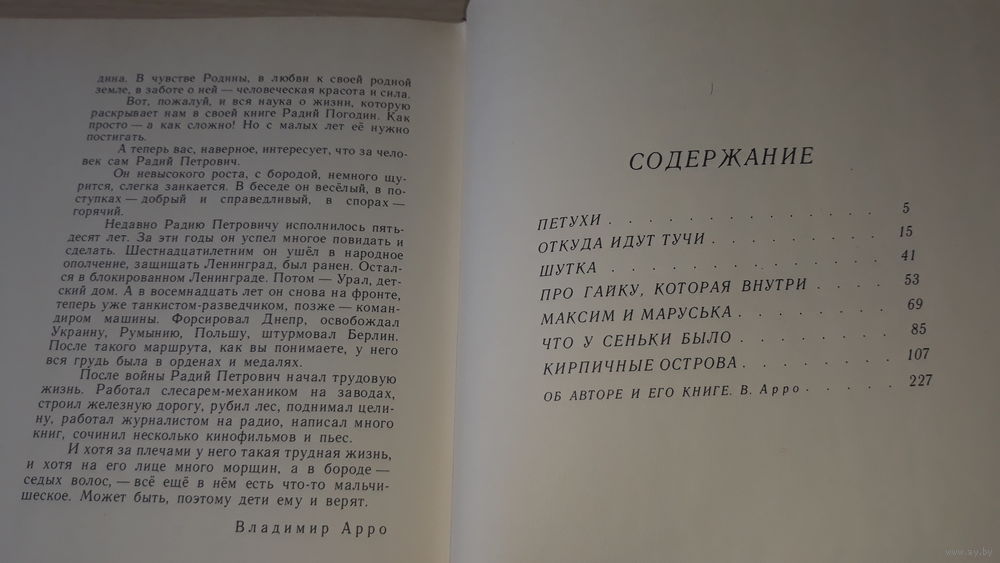 дина. В чувстве Родины, в любви к своей родной
земле, в заботе о ней — человеческая красота и сила.
Вот, пожалуй, и вся наука о жизни, которую
раскрывает нам в своей книге Радий Погодин. Как
просто — а как сложно! Но с малых лет её нужно
постигать.
А теперь вас, наверное, интересует, что за чело-
век сам Радий Петрович.
Он невысокого роста, с бородой, немного щу-
рится, слегка заикается. В беседе он весёлый, в по-
ступках — добрый и справедливый, в спорах —
горячий.
Недавно Радию Петровичу исполнилось пять-
десят лет. За эти годы он успел многое повидать и
сделать. Шестнадцатилетним он ушёл в народное
ополчение, защищать Ленинград, был ранен. Остал-
ся в блокированном Ленинграде. Потом — Урал, дет-
ский дом. А в восемнадцать лет он снова на фронте,
теперь уже танкистом-разведчиком, позже — коман-
диром машины. Форсировал Днепр, освобождал
Украину, Румынию, Польшу, штурмовал Берлин.
После такого маршрута, как вы понимаете, у него
вся грудь была в орденах и медалях.
После войны Радий Петрович начал трудовую
жизнь. Работал слесарем-механиком на заводах,
строил железную дорогу, рубил лес, поднимал цели-
ну, работал журналистом на радио, написал много
книг, сочинил несколько кинофильмов и пьес.
И хотя за плечами у него такая трудная жизнь,
и хотя на его лице много морщин, а в бороде —
седых волос, — всё ещё в нём есть что-то мальчи-
шеское. Может быть, поэтому дети ему и верят.
Владимир Арро
СОДЕРЖАНИЕ
ПЕТУХИ . . . . . . . . . . . . . . 5
ОТКУДА ИДУТ ТУЧИ . . . . . . . . . 15
ШУТКА . . . . . . . . . . . . . . 41
ПРО ГАЙКУ, КОТОРАЯ ВНУТРИ . . . . 53
МАКСИМ И МАРУСЬКА . . . . . . . . 69
ЧТО У СЕНЬКИ БЫЛО . . . . . . . . 85
КИРПИЧНЫЕ ОСТРОВА . . . . . . . . 107
ОБ АВТОРЕ И ЕГО КНИГЕ. В. Арро . . . . . 227
www.ay.by